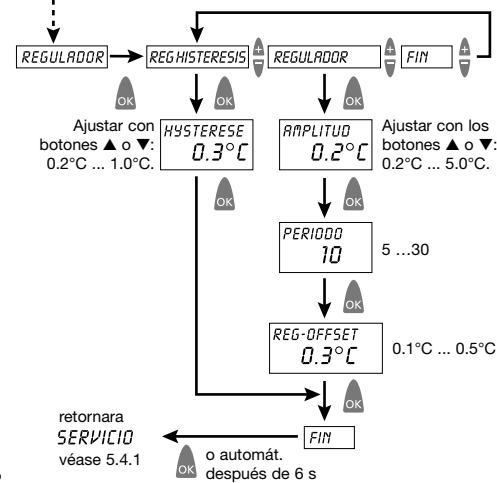 REGULADOR
REG HISTERESIS
+
−
REGULADOR
+
−
FIN
+
−
OK
OK
OK
Ajustar con
botones ▲ o ▼:
0.2°C ... 1.0°C.
HYSTERESE
0.3°C
AMPLITUD
0.2°C
Ajustar con los
botones ▲ o ▼:
0.2°C ... 5.0°C.
OK
OK
PERIODO
10
5 ...30
OK
REG-OFFSET
0.3°C
0.1°C ... 0.5°C
OK
retornara
SERVICIO
véase 5.4.1
FIN
OK
o automát.
después de 6 s